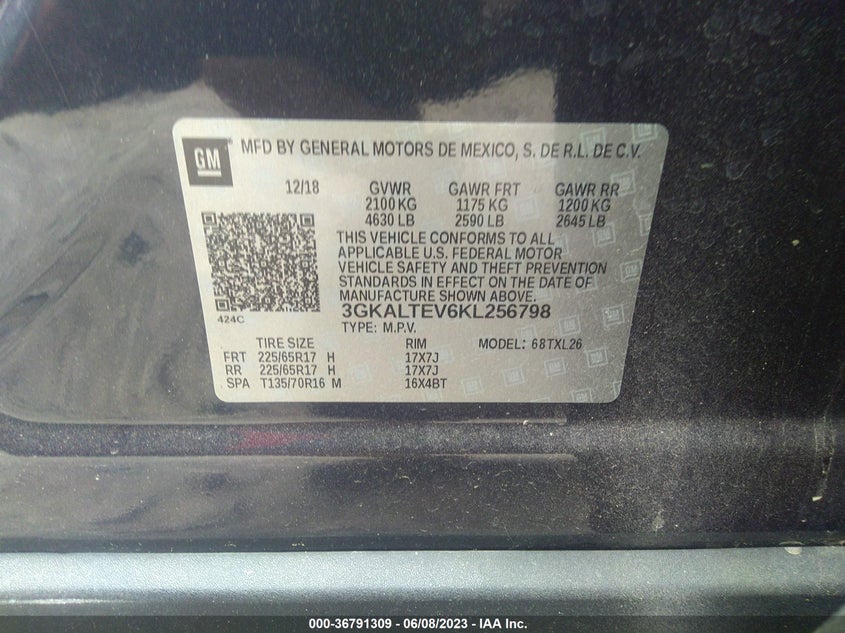 GM
MFD BY GENERAL MOTORS DE MEXICO, S. DE R.L. DE C.V.
12/18 GVWR GAWR FRT GAWR RR
2100 KG 1175 KG 1200 KG
4630 LB 2590 LB 2645 LB
THIS VEHICLE CONFORMS TO ALL
APPLICABLE U.S. FEDERAL MOTOR
VEHICLE SAFETY AND THEFT PREVENTION
STANDARDS IN EFFECT ON THE DATE OF
MANUFACTURE SHOWN ABOVE.
424C
3GKALTEV6KL256798
TYPE: M.P.V.
TIRE SIZE RIM MODEL: 68TXL26
FRT 225/65R17 H 17X7J
RR 225/65R17 H 17X7J
SPA T135/70R16 M 16X4BT
000-36791309 - 06/08/2023 - IAA Inc.